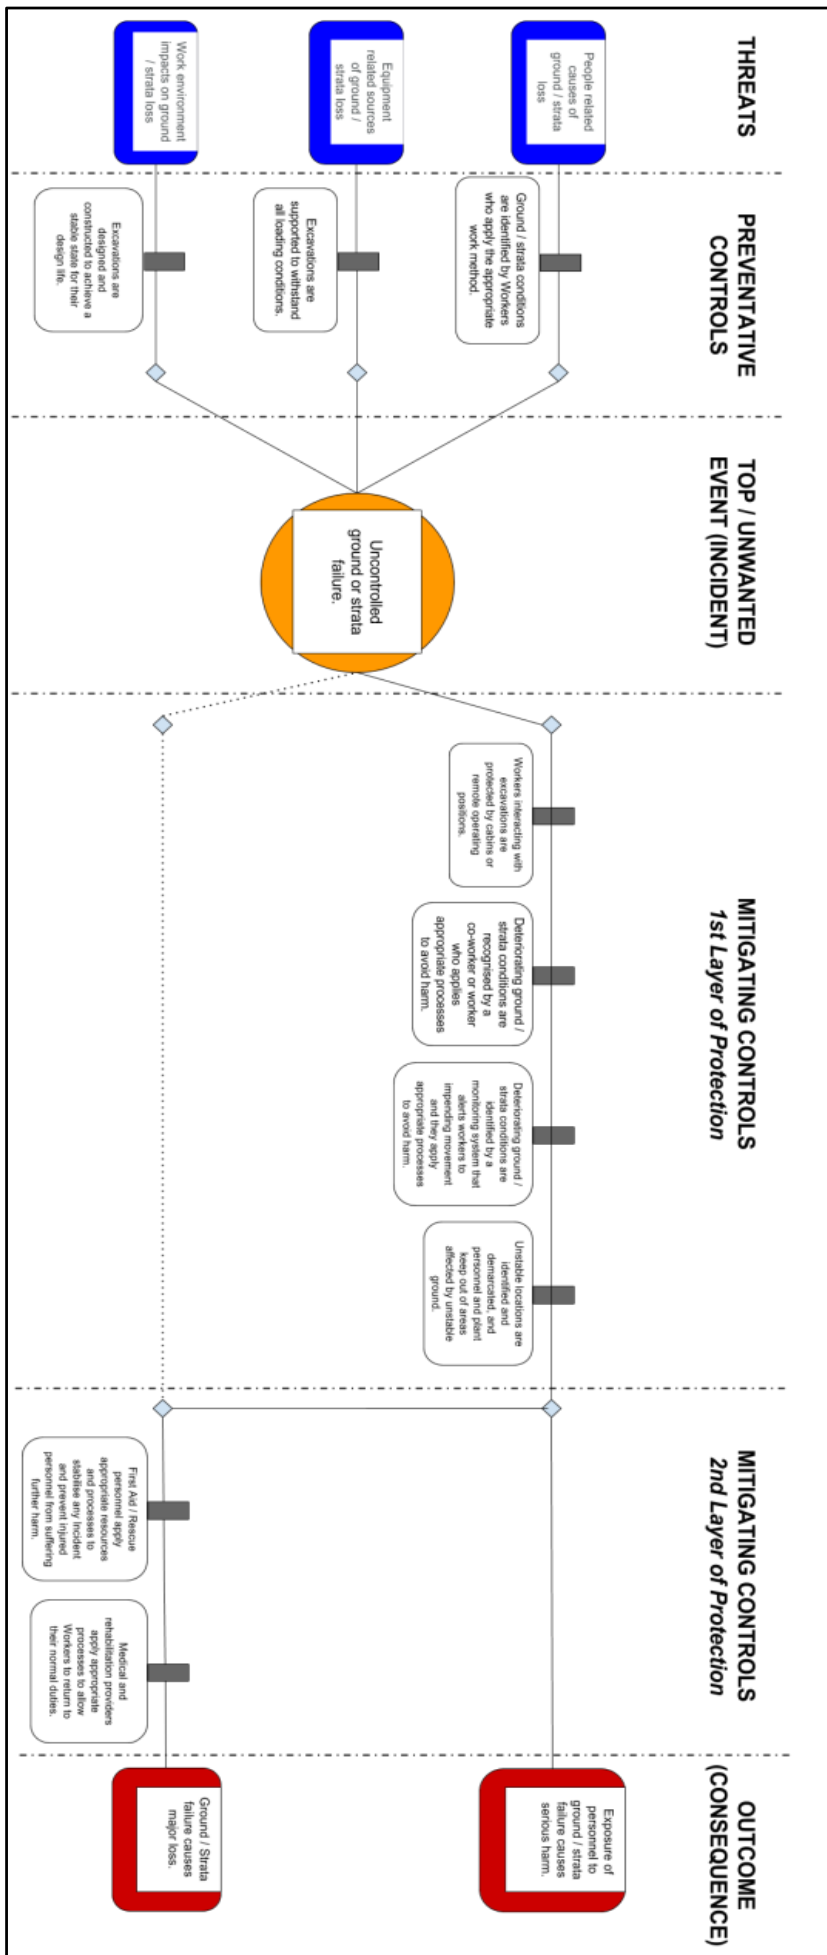 THREATS
PREVENTATIVE
CONTROLS
TOP / UNWANTED
EVENT (INCIDENT)
MITIGATING CONTROLS
1st Layer of Protection
MITIGATING CONTROLS
2nd Layer of Protection
OUTCOME
(CONSEQUENCE)
People related
causes of
ground / strata
loss
Equipment
related sources
of ground /
strata loss
Work environment
impacts on ground
/ strata loss
Ground / strata conditions
are identified by Workers
who apply the appropriate
work method.
Excavations are
supported to withstand
all loading conditions.
Excavations are
designed and
constructed to achieve a
stable state for their
design life.
Uncontrolled
ground or strata
failure.
Workers interacting with
excavations are
protected by cabins or
remote operating
positions.
Deteriorating ground /
strata conditions are
recognised by a
co-worker or worker
who applies
appropriate processes
to avoid harm.
Deteriorating ground /
strata conditions are
identified by a
monitoring system that
alerts workers to
impending movement
and they apply
appropriate processes
to avoid harm.
Unstable locations are
identified and
demarcated, and
personnel and plant
keep out of areas
affected by unstable
ground.
First Aid / Rescue
personnel apply
appropriate resources
and processes to
stabilise any Incident
and prevent injured
personnel from suffering
further harm.
Medical and
rehabilitation providers
apply appropriate
processes to allow
Workers to return to
their normal duties.
Exposure of
personnel to
ground / strata
failure causes
serious harm.
Ground / Strata
failure causes
major loss.